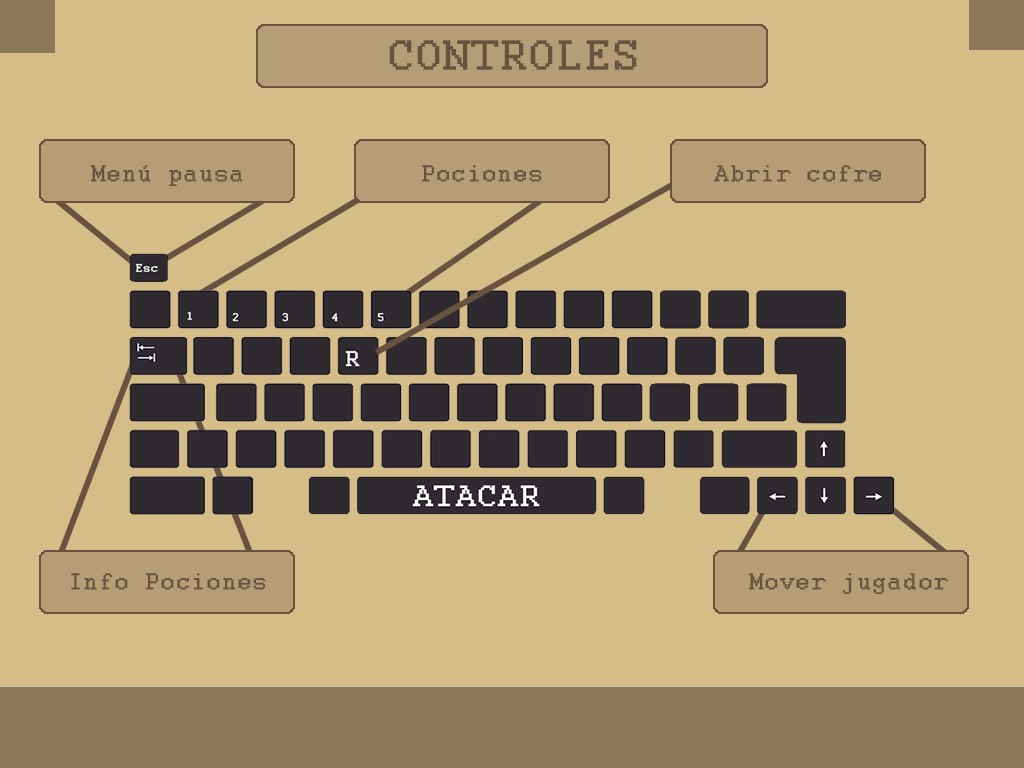 CONTROLES
Menú pausa
Pociones
Abrir cofre
Esc
1 2 3 4 5
R
↑
ATACAR
← ↓ →
Info Pociones
Mover jugador